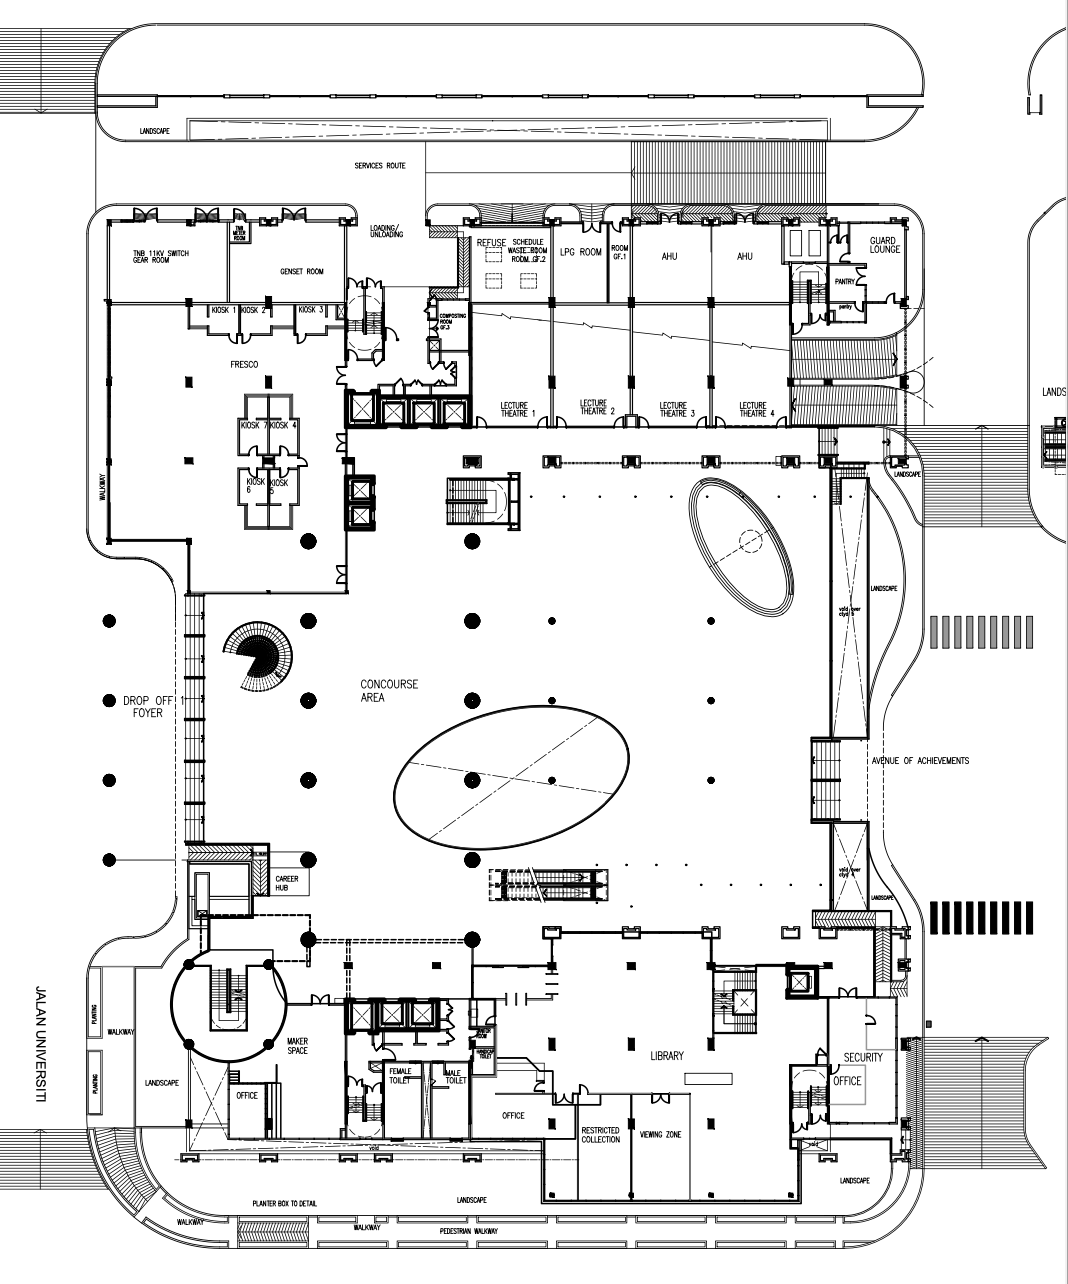 LANDSCAPE
SERVICES ROUTE
LOADING/
UNLOADING
TNB
METER
ROOM
TNB 11KV SWITCH
GEAR ROOM
GENSET ROOM
REFUSE
SCHEDULE
WASTE ROOM
ROOM GF.2
LPG ROOM
ROOM
GF.1
AHU
AHU
GUARD
LOUNGE
PANTRY
pantry
KIOSK 1
KIOSK 2
KIOSK 3
COMPOSTING
ROOM
GF.3
FRESCO
LECTURE
THEATRE 1
LECTURE
THEATRE 2
LECTURE
THEATRE 3
LECTURE
THEATRE 4
LANDS
KIOSK 7
KIOSK 4
WALKWAY
KIOSK
6
KIOSK
5
LANDSCAPE
LANDSCAPE
void over
CONCOURSE
AREA
DROP OFF 1
FOYER
AVENUE OF ACHIEVEMENTS
void over
LANDSCAPE
CAREER
HUB
JALAN UNIVERSITI
PLANTING
WALKWAY
PLANTING
LANDSCAPE
MAKER
SPACE
OFFICE
FEMALE
TOILET
MALE
TOILET
HANDICAP
TOILET
LIBRARY
SECURITY
OFFICE
OFFICE
RESTRICTED
COLLECTION
VIEWING ZONE
void
void
LANDSCAPE
LANDSCAPE
PLANTER BOX TO DETAIL
WALKWAY
WALKWAY
PEDESTRIAN WALKWAY